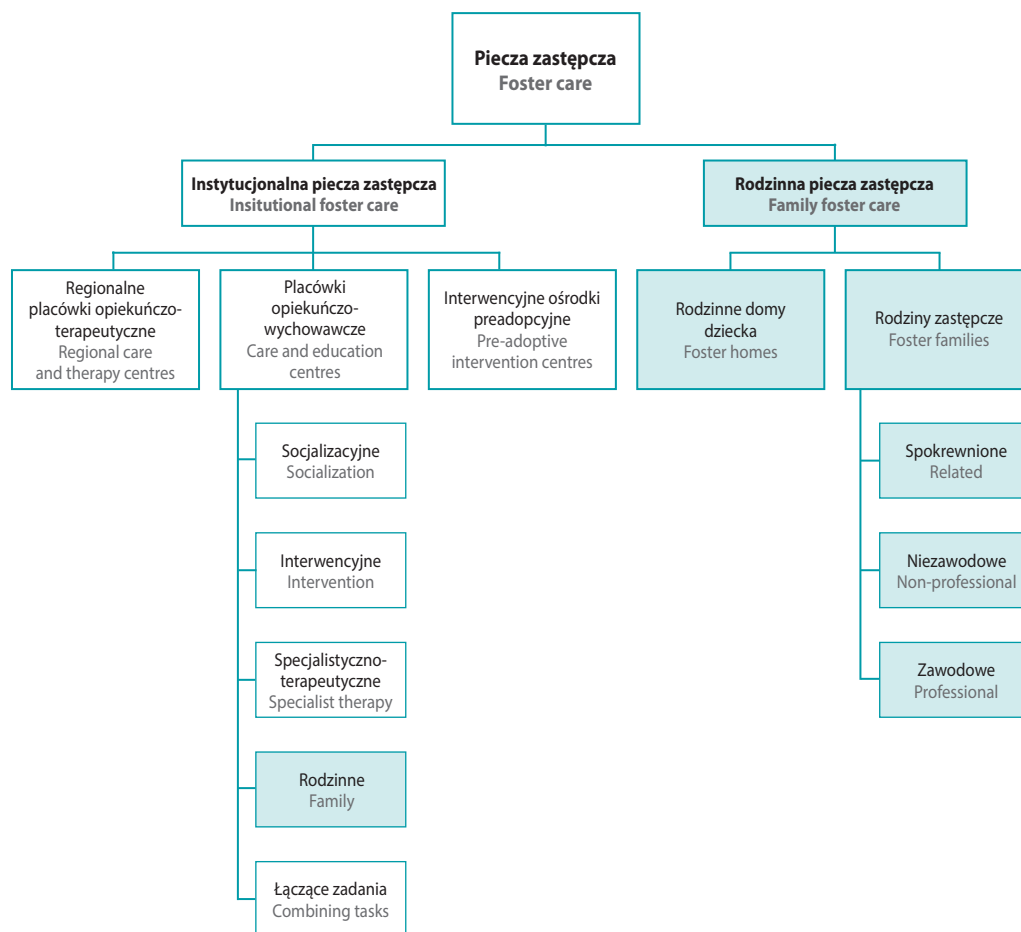 Piecza zastępcza
Foster care
Instytucjonalna piecza zastępcza
Insitutional foster care
Rodzinna piecza zastępcza
Family foster care
Regionalne
placówki opiekuńczo-
terapeutyczne
Regional care
and therapy centres
Placówki
opiekuńczo-
wychowawcze
Care and education
centres
Interwencyjne ośrodki
preadopcyjne
Pre-adoptive
intervention centres
Rodzinne domy
dziecka
Foster homes
Rodziny zastępcze
Foster families
Socjalizacyjne
Socialization
Interwencyjne
Intervention
Specjalistyczno-
terapeutyczne
Specialist therapy
Rodzinne
Family
Łączące zadania
Combining tasks
Spokrewnione
Related
Niezawodowe
Non-professional
Zawodowe
Professional